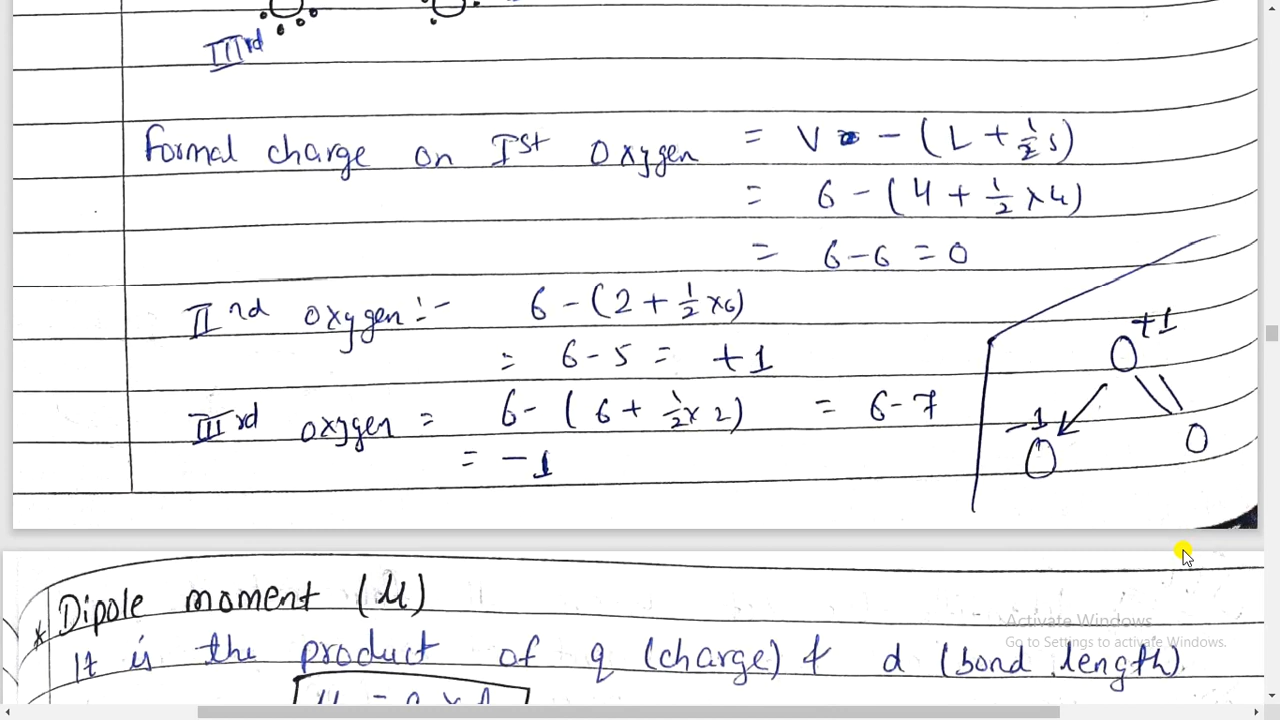 IIIrd
Formal charge on Ist Oxygen = V - (L + 1/2 s)
= 6 - (4 + 1/2 x 4)
= 6 - 6 = 0
IInd oxygen :- 6 - (2 + 1/2 x 6)
= 6 - 5 = +1
IIIrd oxygen = 6 - (6 + 1/2 x 2) = 6 - 7
= -1
+1
O
-1
O
O
* Dipole moment (μ)
It is the product of q (charge) & d (bond length).
Activate Windows
Go to Settings to activate Windows.